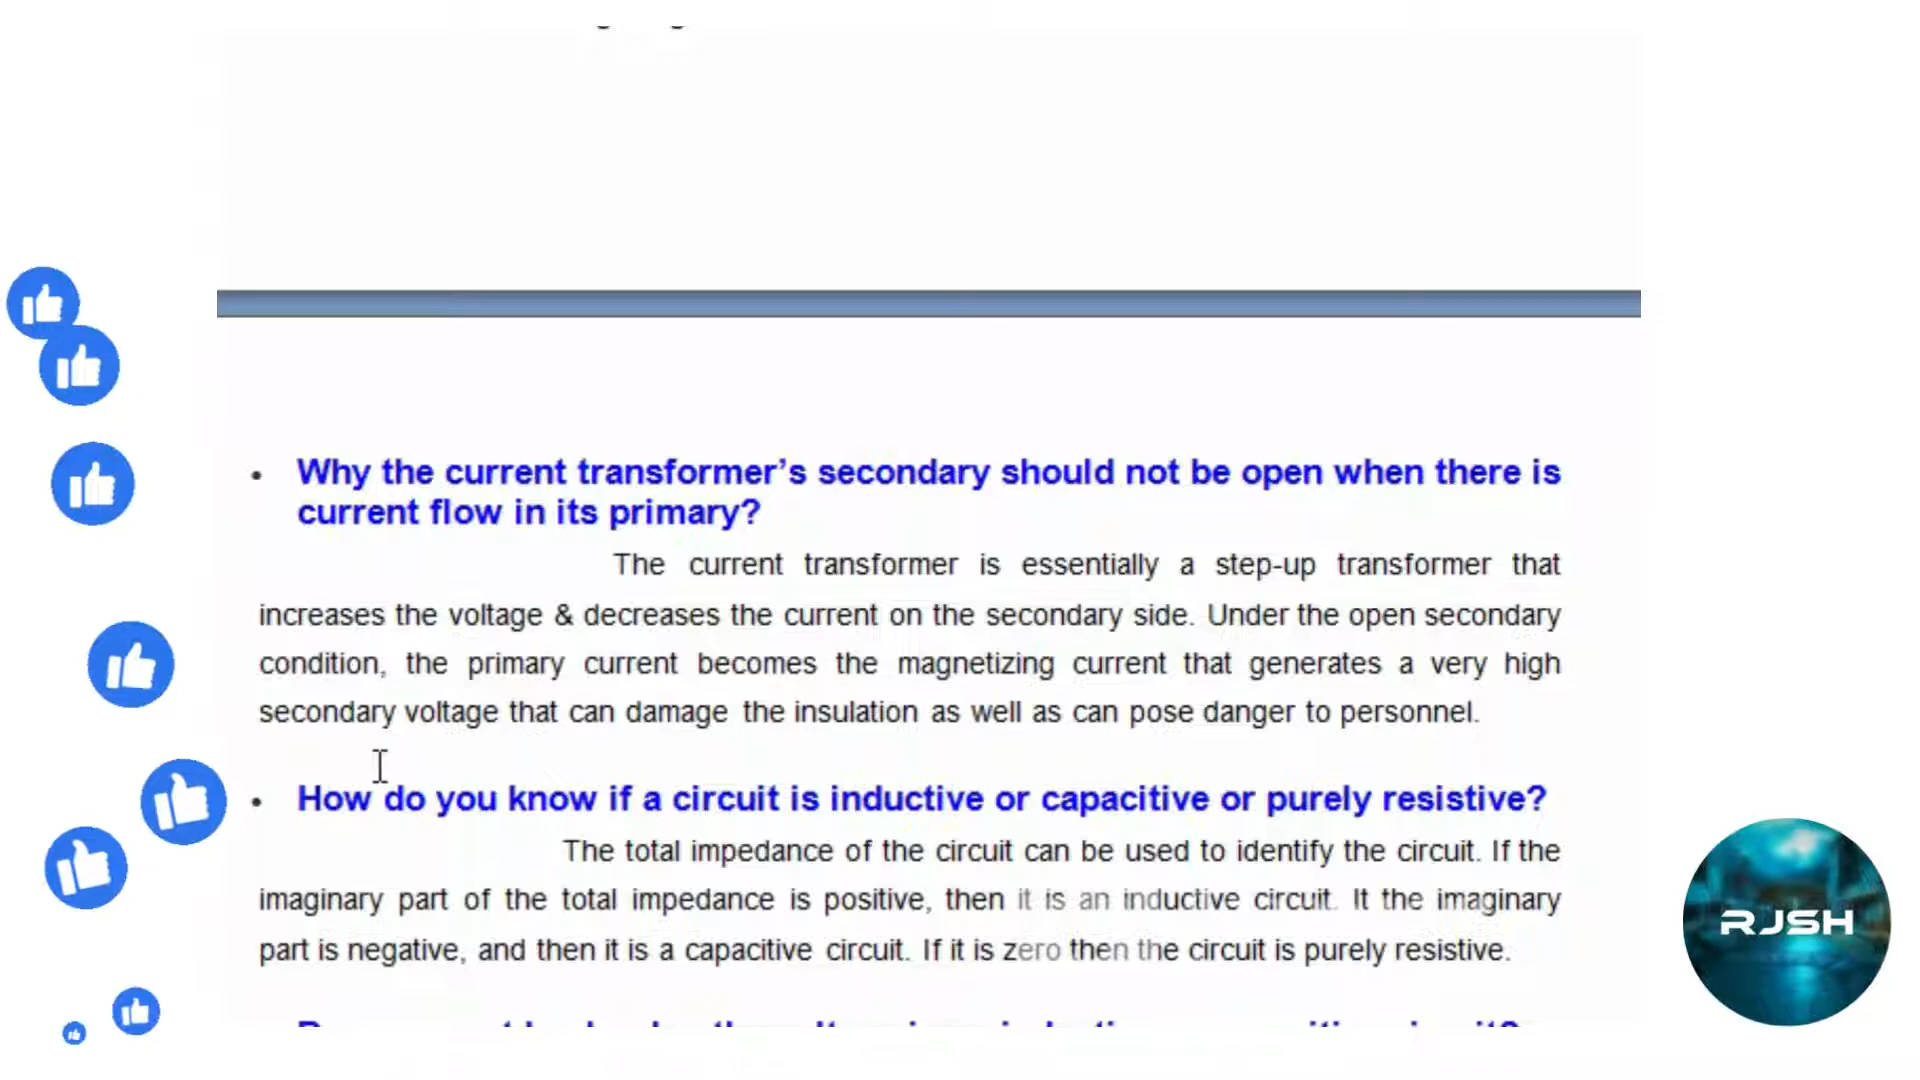 • Why the current transformer’s secondary should not be open when there is
current flow in its primary?
The current transformer is essentially a step-up transformer that
increases the voltage & decreases the current on the secondary side. Under the open secondary
condition, the primary current becomes the magnetizing current that generates a very high
secondary voltage that can damage the insulation as well as can pose danger to personnel.
• How do you know if a circuit is inductive or capacitive or purely resistive?
The total impedance of the circuit can be used to identify the circuit. If the
imaginary part of the total impedance is positive, then it is an inductive circuit. It the imaginary
part is negative, and then it is a capacitive circuit. If it is zero then the circuit is purely resistive.
RJSH